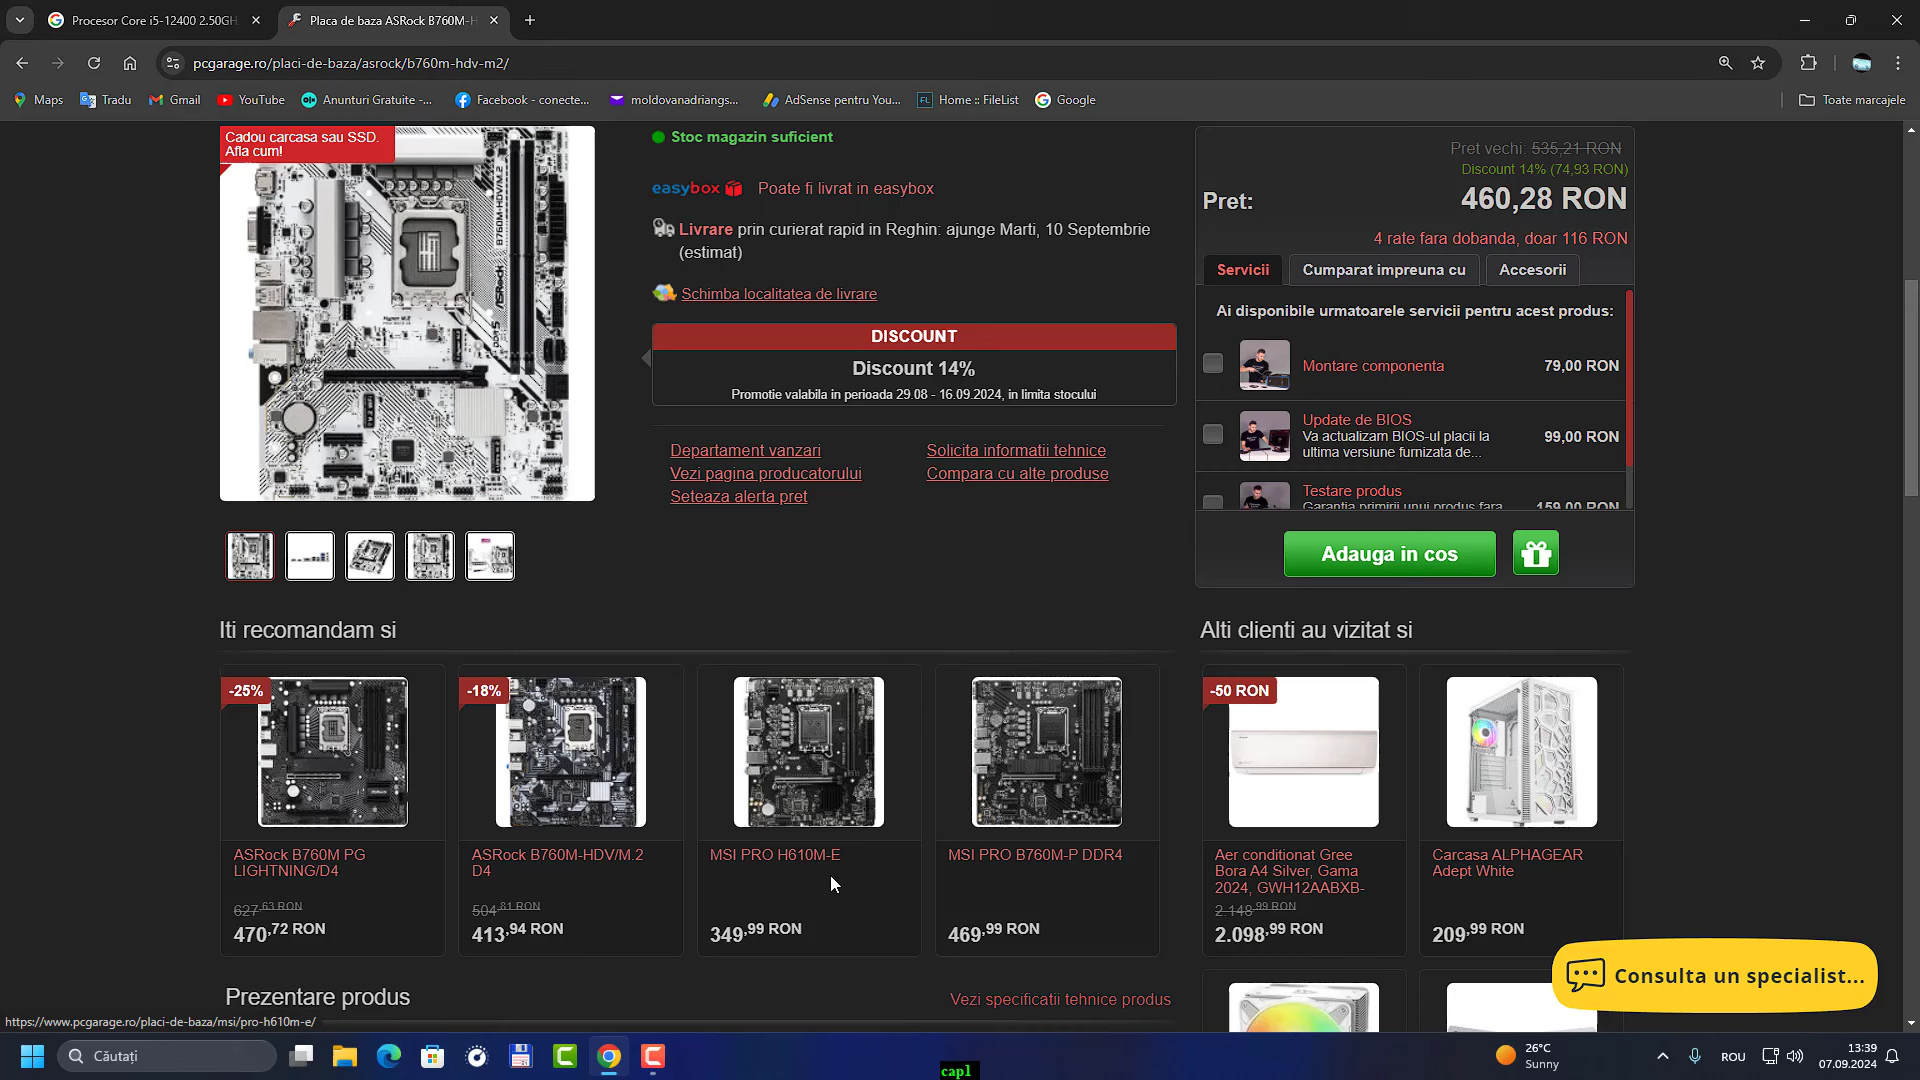 Procesor Core i5-12400 2.50GH
Placa de baza ASRock B760M-H
pcgarage.ro/placi-de-baza/asrock/b760m-hdv-m2/
Maps
Tradu
Gmail
YouTube
Anunturi Gratuite -...
Facebook - conecte...
moldovanadriangs...
AdSense pentru You...
FL
Home :: FileList
Google
Toate marcajele
Cadou carcasa sau SSD.
Afla cum!
Stoc magazin suficient
easybox
Poate fi livrat in easybox
Livrare prin curierat rapid in Reghin: ajunge Marti, 10 Septembrie
(estimat)
Schimba localitatea de livrare
DISCOUNT
Discount 14%
Promotie valabila in perioada 29.08 - 16.09.2024, in limita stocului
Departament vanzari
Solicita informatii tehnice
Vezi pagina producatorului
Compara cu alte produse
Seteaza alerta pret
Pret vechi: 535,21 RON
Discount 14% (74,93 RON)
Pret:
460,28 RON
4 rate fara dobanda, doar 116 RON
Servicii
Cumparat impreuna cu
Accesorii
Ai disponibile urmatoarele servicii pentru acest produs:
Montare componenta
79,00 RON
Update de BIOS
Va actualizam BIOS-ul placii la
ultima versiune furnizata de...
99,00 RON
Testare produs
Garantia primirii unui produs fara
159,00 RON
Adauga in cos
Iti recomandam si
Alti clienti au vizitat si
-25%
-18%
-50 RON
ASRock B760M PG
LIGHTNING/D4
627,63 RON
470,72 RON
ASRock B760M-HDV/M.2
D4
504,81 RON
413,94 RON
MSI PRO H610M-E
349,99 RON
MSI PRO B760M-P DDR4
469,99 RON
Aer conditionat Gree
Bora A4 Silver, Gama
2024, GWH12AABXB-
2.148,99 RON
2.098,99 RON
Carcasa ALPHAGEAR
Adept White
209,99 RON
Prezentare produs
Vezi specificatii tehnice produs
Consulta un specialist...
https://www.pcgarage.ro/placi-de-baza/msi/pro-h610m-e/
Căutați
cap1
26°C
Sunny
ROU
13:39
07.09.2024